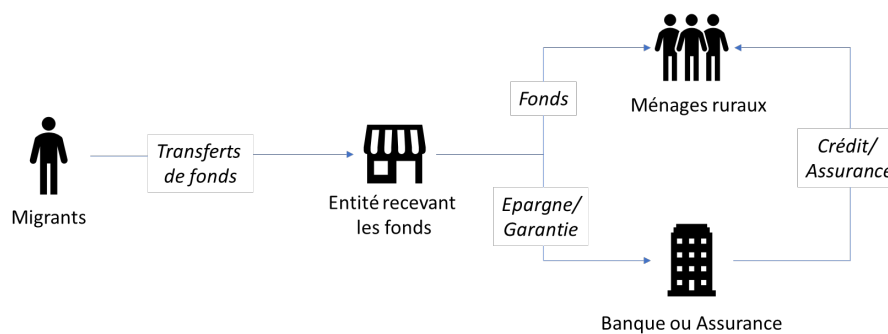 Migrants
Transferts
de fonds
Entité recevant
les fonds
Fonds
Epargne/
Garantie
Ménages ruraux
Banque ou Assurance
Crédit/
Assurance